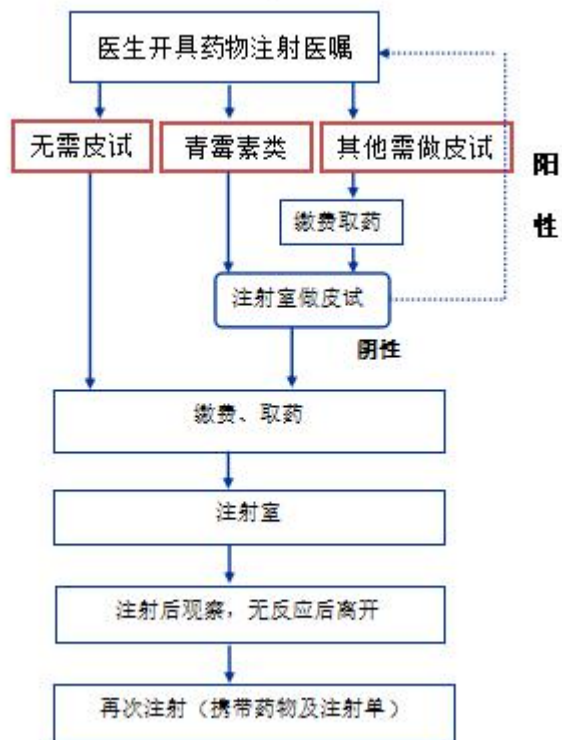 医生开具药物注射医嘱
无需皮试
青霉素类
其他需做皮试
阳
性
缴费取药
注射室做皮试
阴性
缴费、取药
注射室
注射后观察，无反应后离开
再次注射（携带药物及注射单）